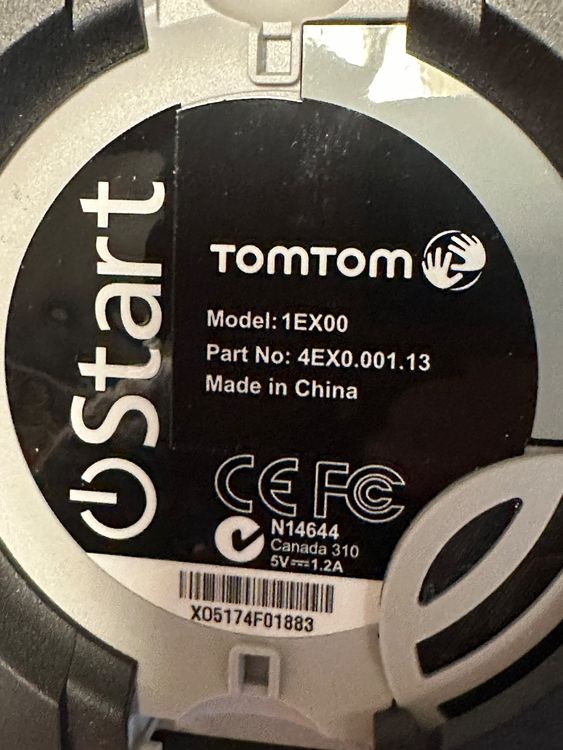 Start
TOMTOM
Model: 1EX00
Part No: 4EX0.001.13
Made in China
CE FC
N14644
Canada 310
5V⎓1.2A
XO5174F01883